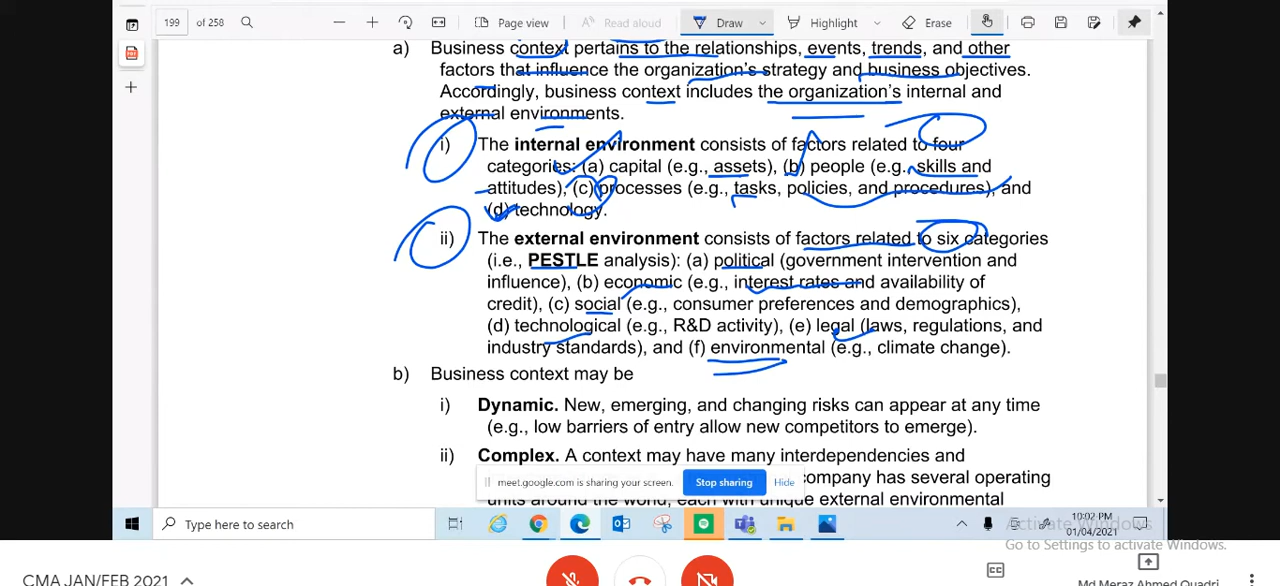 199 of 258 Page view Read aloud Draw Highlight Erase
a) Business context pertains to the relationships, events, trends, and other
factors that influence the organization's strategy and business objectives.
Accordingly, business context includes the organization's internal and
external environments.
i) The internal environment consists of factors related to four
categories: (a) capital (e.g., assets), (b) people (e.g., skills and
attitudes), (c) processes (e.g., tasks, policies, and procedures), and
(d) technology.
ii) The external environment consists of factors related to six categories
(i.e., PESTLE analysis): (a) political (government intervention and
influence), (b) economic (e.g., interest rates and availability of
credit), (c) social (e.g., consumer preferences and demographics),
(d) technological (e.g., R&D activity), (e) legal (laws, regulations, and
industry standards), and (f) environmental (e.g., climate change).
b) Business context may be
i) Dynamic. New, emerging, and changing risks can appear at any time
(e.g., low barriers of entry allow new competitors to emerge).
ii) Complex. A context may have many interdependencies and
company has several operating
meet.google.com is sharing your screen. Stop sharing Hide
units around the world, each with unique external environmental
10:02 PM
Type here to search
Activate Windows
01/04/2021
Go to Settings to activate Windows.
CMA JAN/FEB 2021
Md Meraz Ahmed Quadri